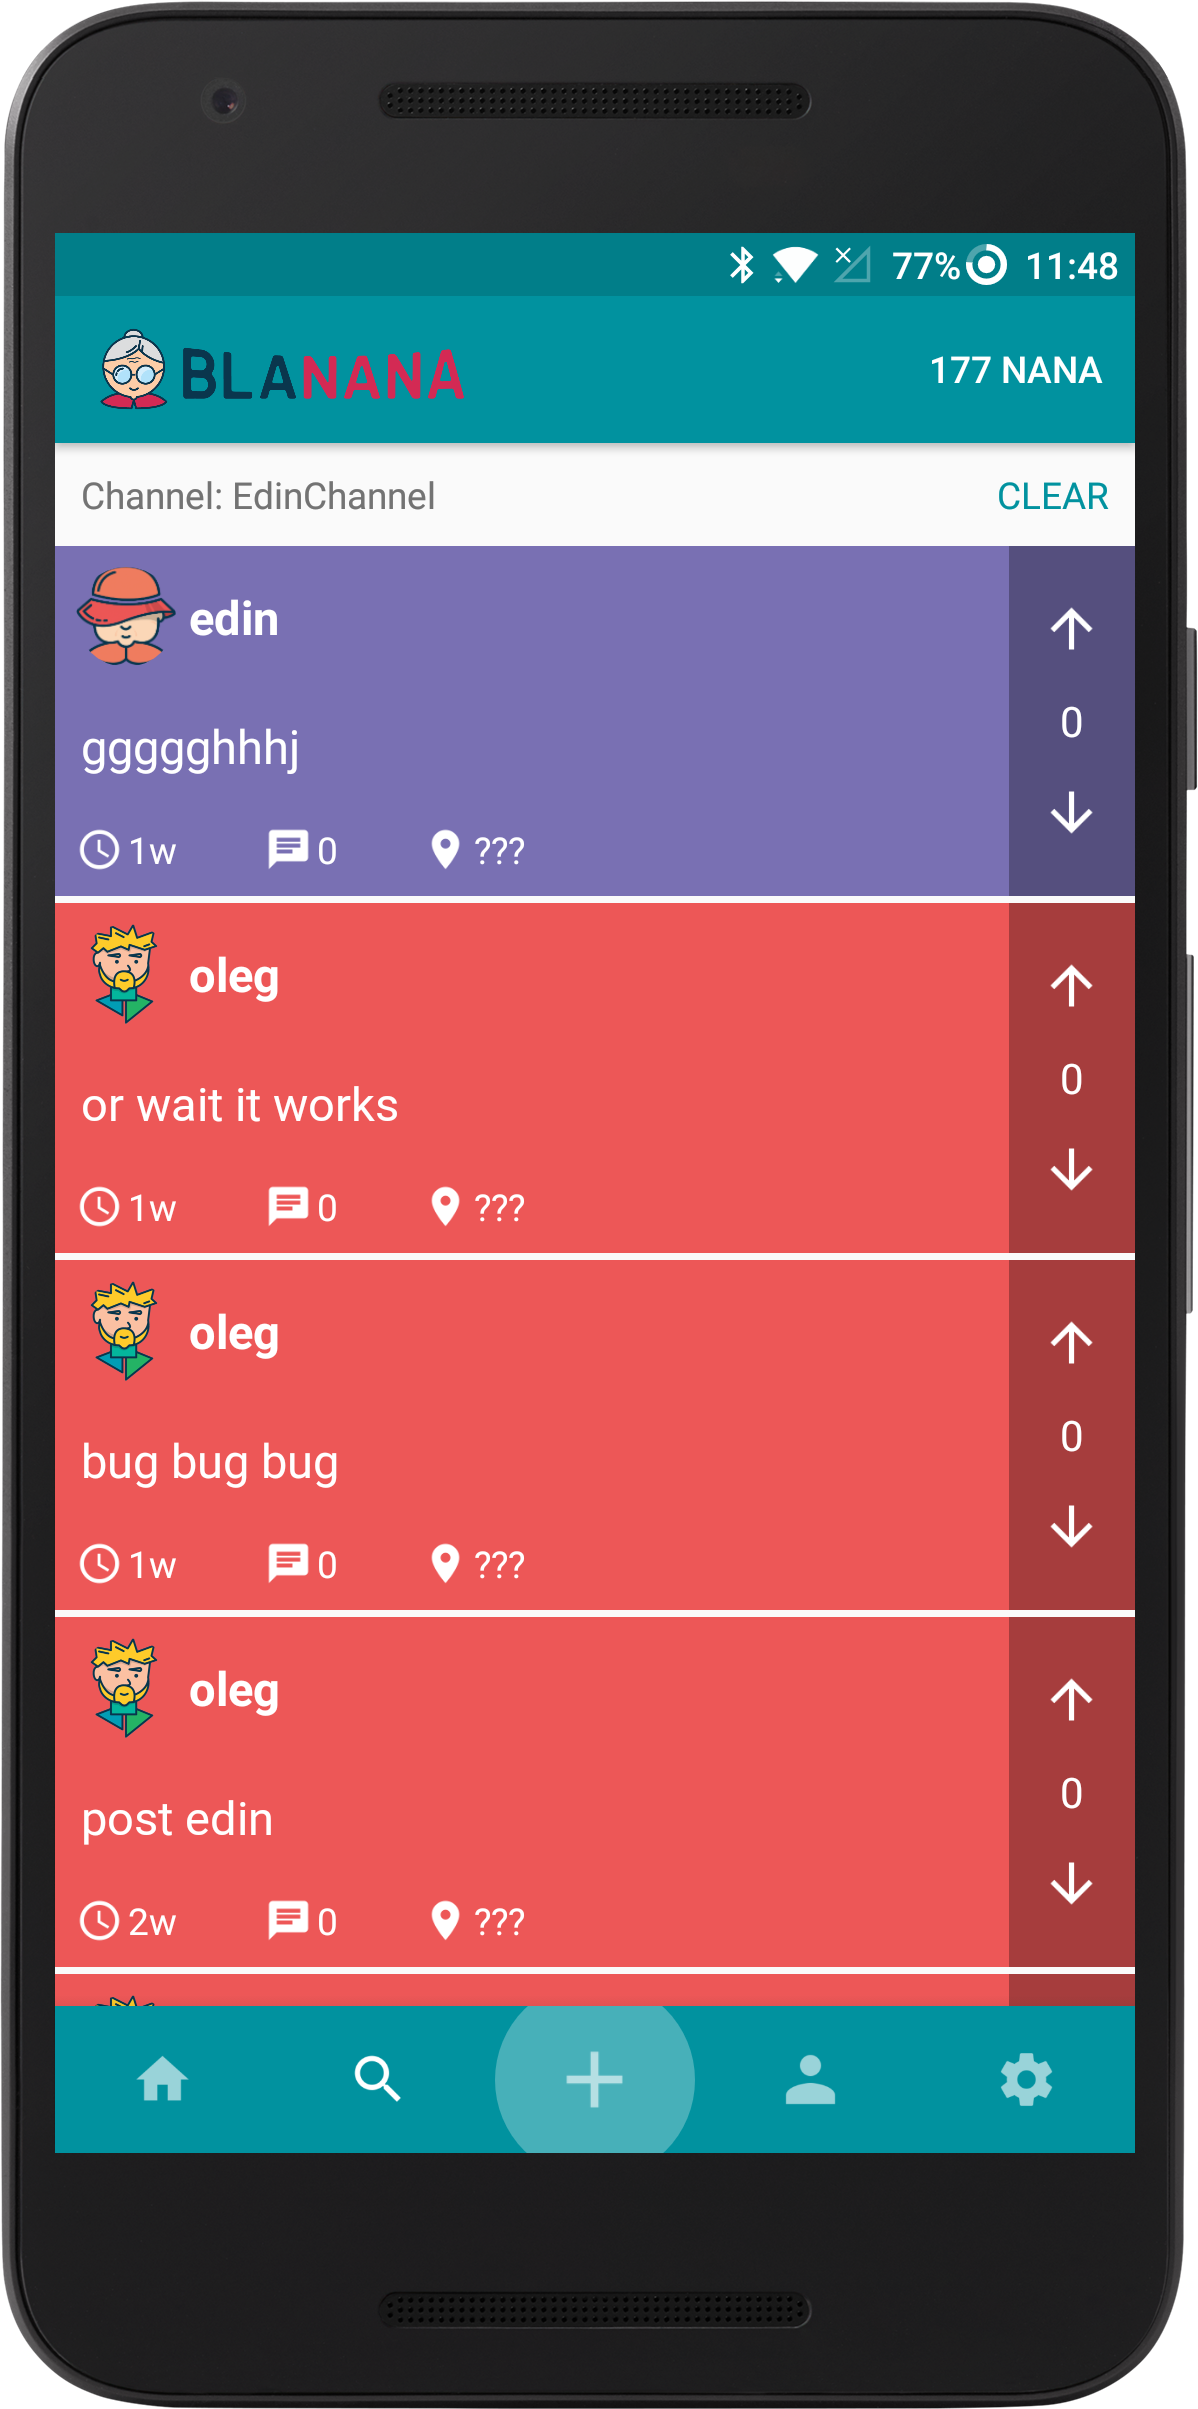 77% 11:48
BLANANA 177 NANA
Channel: EdinChannel CLEAR
edin
0
gggghhhj
1w 0 ???
oleg
0
or wait it works
1w 0 ???
oleg
0
bug bug bug
1w 0 ???
oleg
0
post edin
2w 0 ???